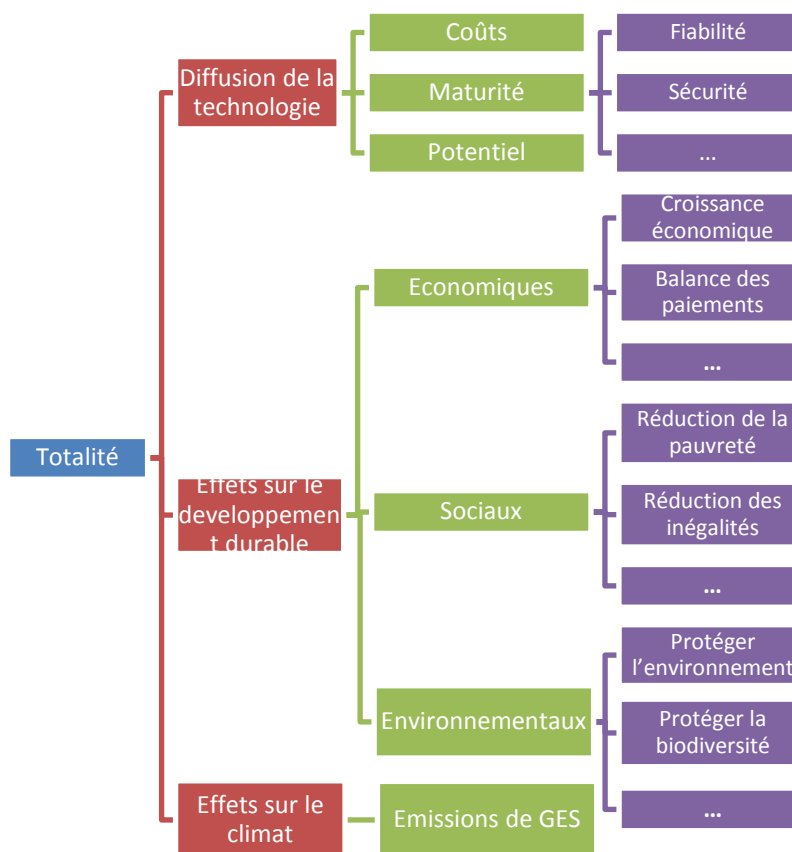 Totalité
Diffusion de la
technologie
Coûts
Maturité
Potentiel
Fiabilité
Sécurité
...
Effets sur le
developpemen
t durable
Economiques
Croissance
économique
Balance des
paiements
...
Sociaux
Réduction de la
pauvreté
Réduction des
inégalités
...
Environnementaux
Protéger
l’environnement
Protéger la
biodiversité
...
Effets sur le
climat
Emissions de GES